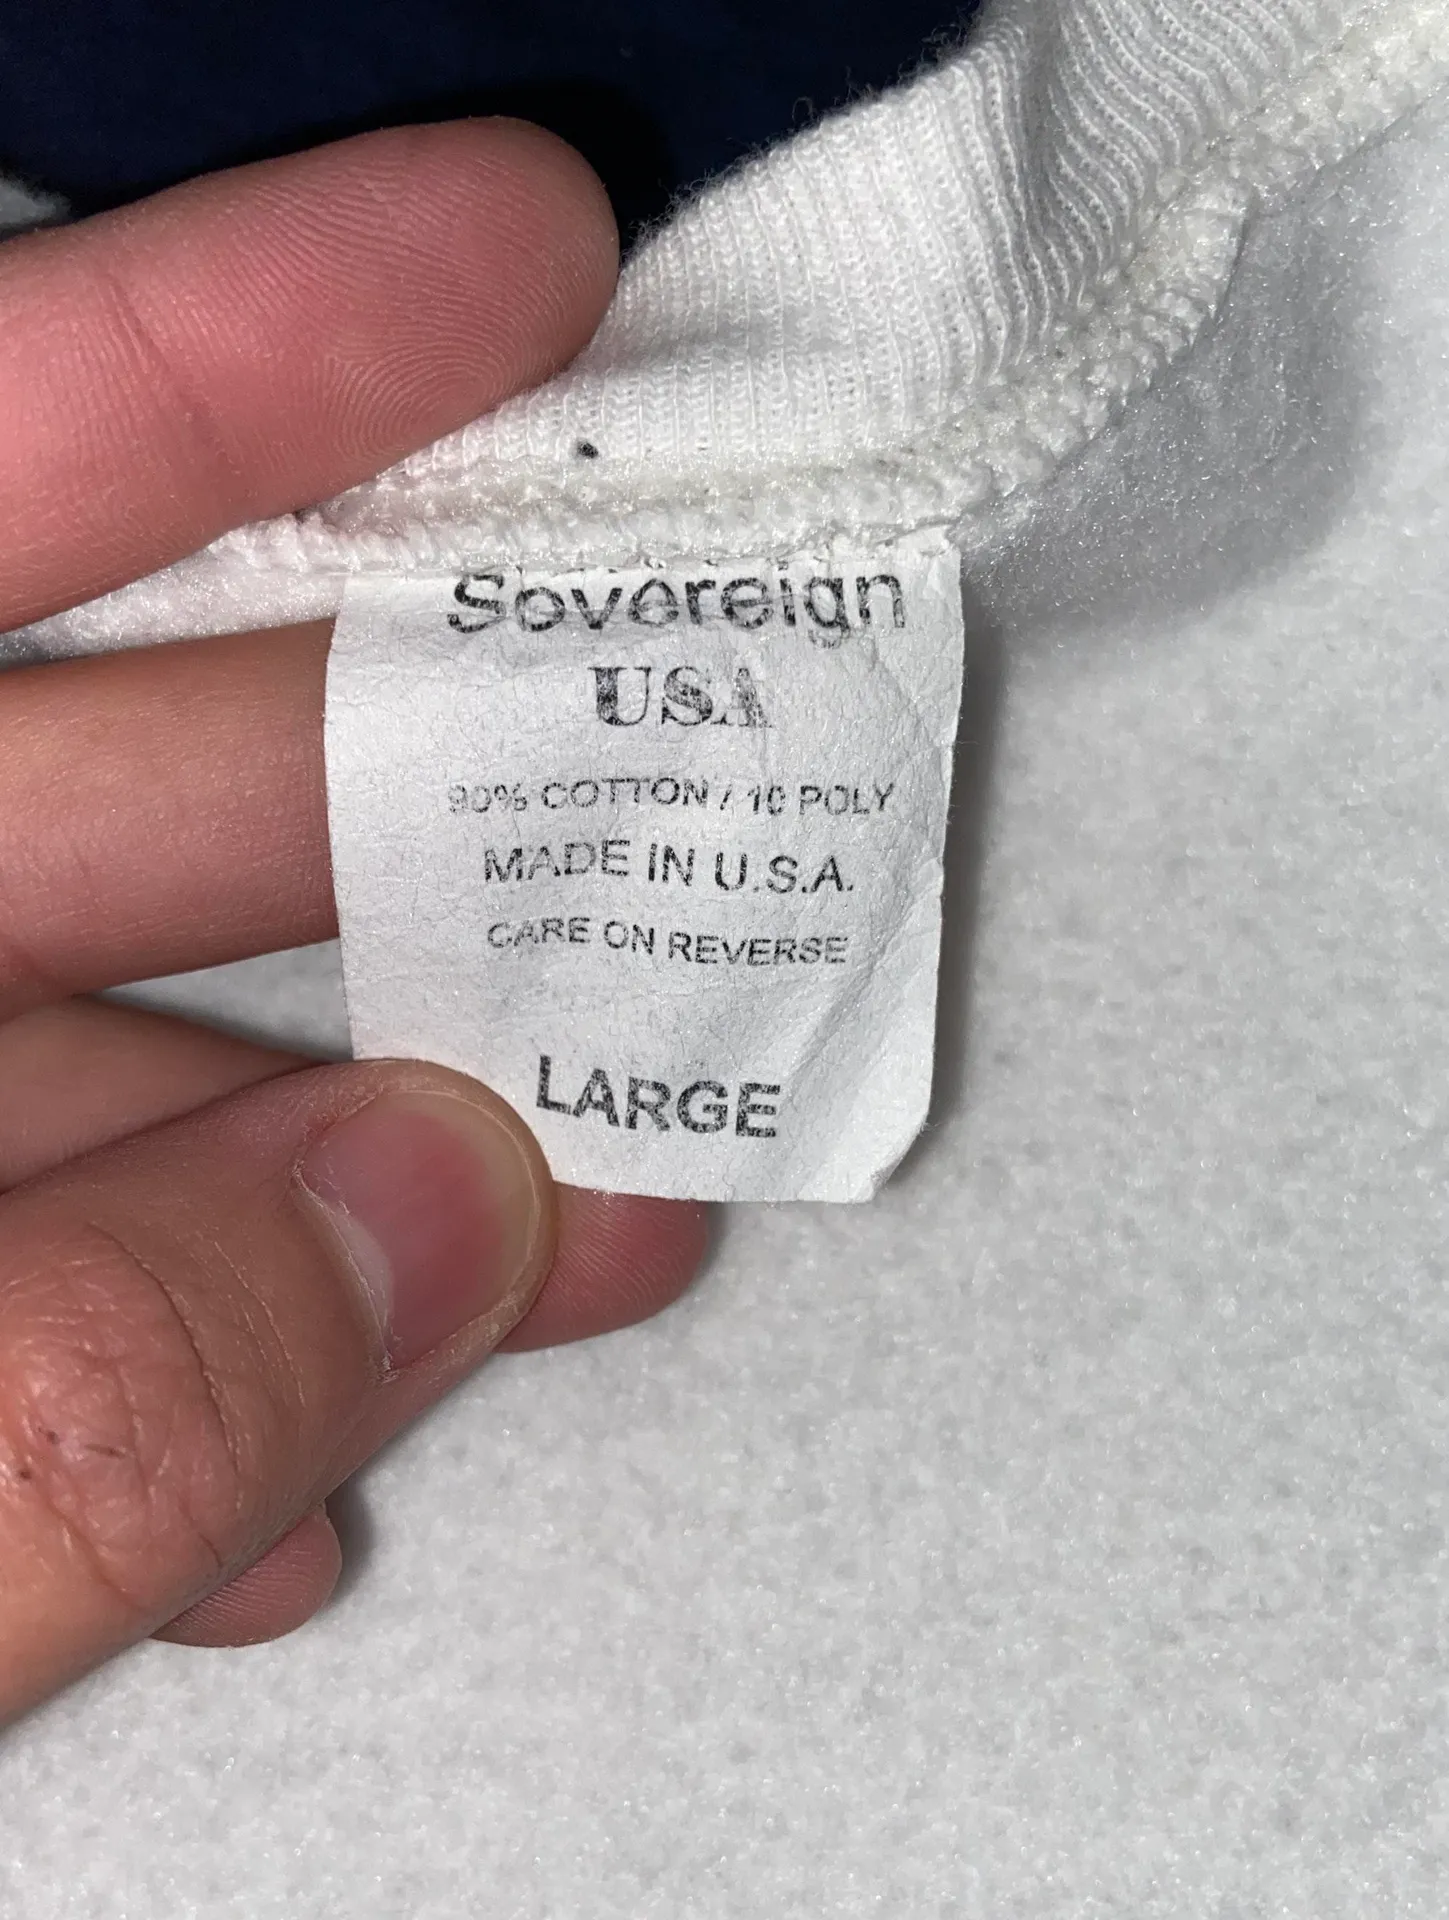 Sovereign
USA
90% COTTON / 10 POLY
MADE IN U.S.A.
CARE ON REVERSE
LARGE